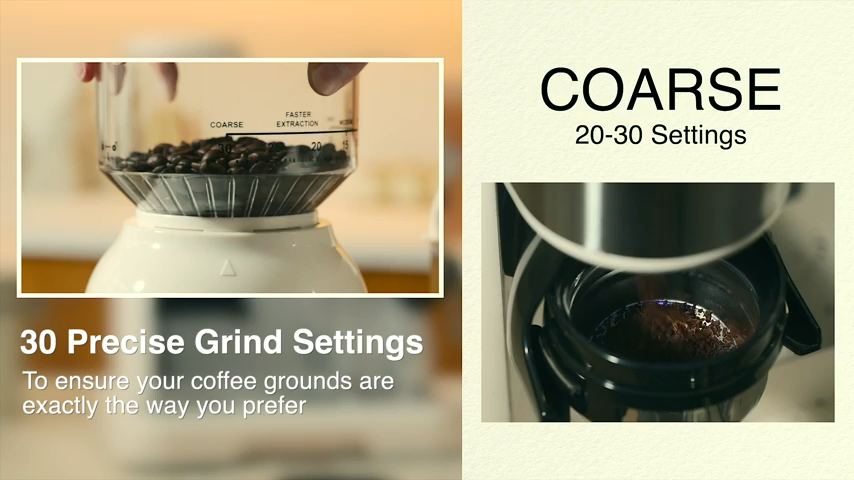 COARSE
FASTER
EXTRACTION
30
20
15
30 Precise Grind Settings
To ensure your coffee grounds are
exactly the way you prefer
COARSE
20-30 Settings